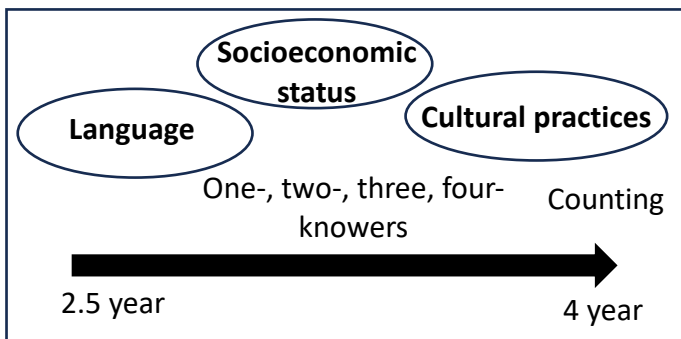 Socioeconomic
status
Language
Cultural practices
One-, two-, three, four-
knowers
Counting
2.5 year
4 year